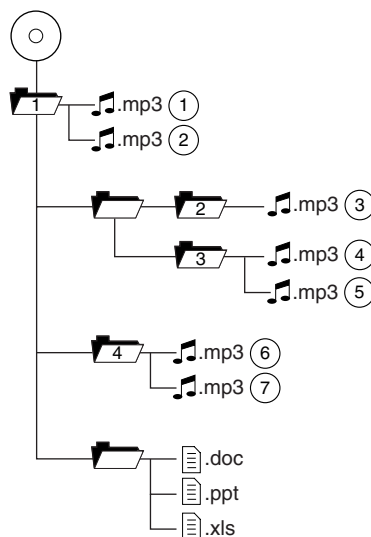 1 .mp3 1
.mp3 2
2 .mp3 3
3 .mp3 4
.mp3 5
4 .mp3 6
.mp3 7
.doc
.ppt
.xls